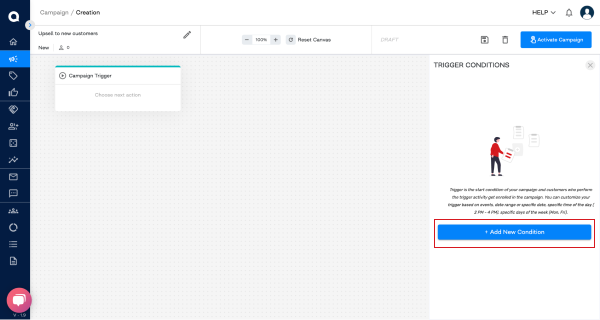 Campaign / Creation
HELP
Upsell to new customers
New
0
100%
Reset Canvas
DRAFT
Activate Campaign
Campaign Trigger
Choose next action
TRIGGER CONDITIONS
Trigger is the start condition of your campaign and customers who perform
the trigger activity get enrolled in the campaign. You can customize your
trigger based on events, date range or specific date, specific time of the day (
2 PM - 4 PM), specific days of the week (Mon, Fri).
+ Add New Condition
V - 1.9